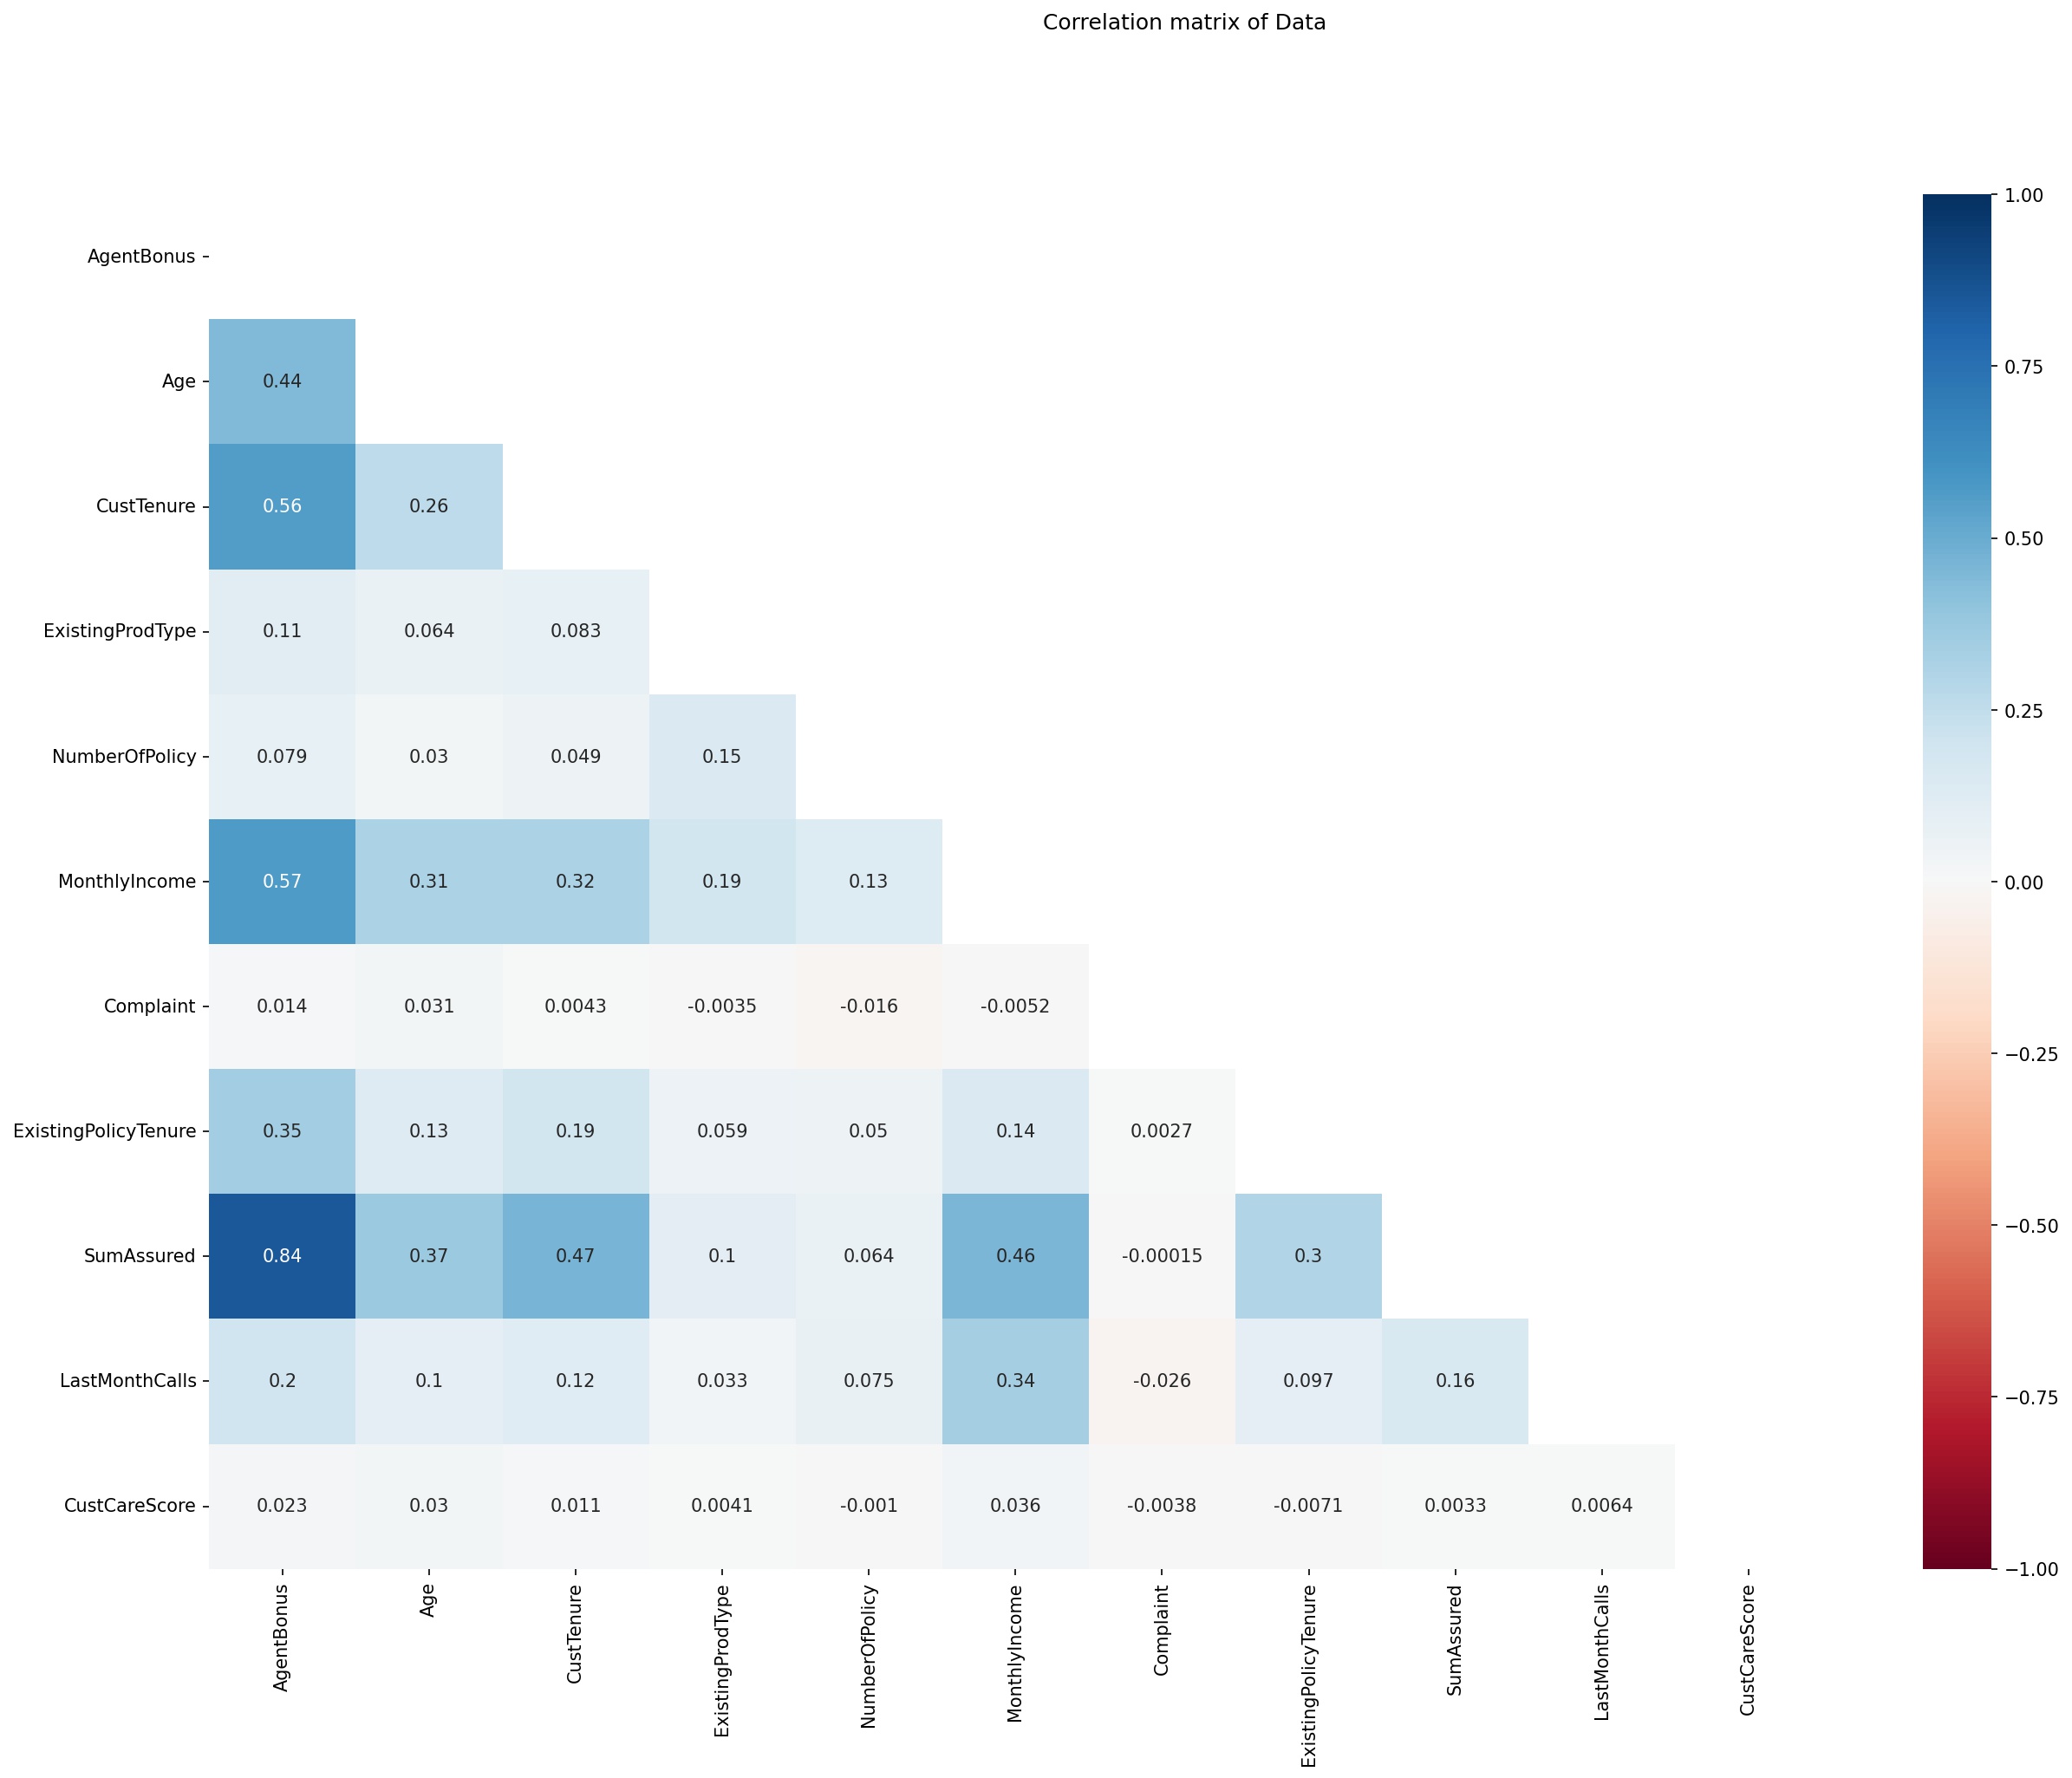 Correlation matrix of Data
1.00
AgentBonus
Age 0.44
0.75
CustTenure 0.56 0.26
0.50
ExistingProdType 0.11 0.064 0.083
0.25
NumberOfPolicy 0.079 0.03 0.049 0.15
MonthlyIncome 0.57 0.31 0.32 0.19 0.13
0.00
Complaint 0.014 0.031 0.0043 -0.0035 -0.016 -0.0052
−0.25
ExistingPolicyTenure 0.35 0.13 0.19 0.059 0.05 0.14 0.0027
−0.50
SumAssured 0.84 0.37 0.47 0.1 0.064 0.46 -0.00015 0.3
LastMonthCalls 0.2 0.1 0.12 0.033 0.075 0.34 -0.026 0.097 0.16
−0.75
CustCareScore 0.023 0.03 0.011 0.0041 -0.001 0.036 -0.0038 -0.0071 0.0033 0.0064
−1.00
AgentBonus
Age
CustTenure
ExistingProdType
NumberOfPolicy
MonthlyIncome
Complaint
ExistingPolicyTenure
SumAssured
LastMonthCalls
CustCareScore